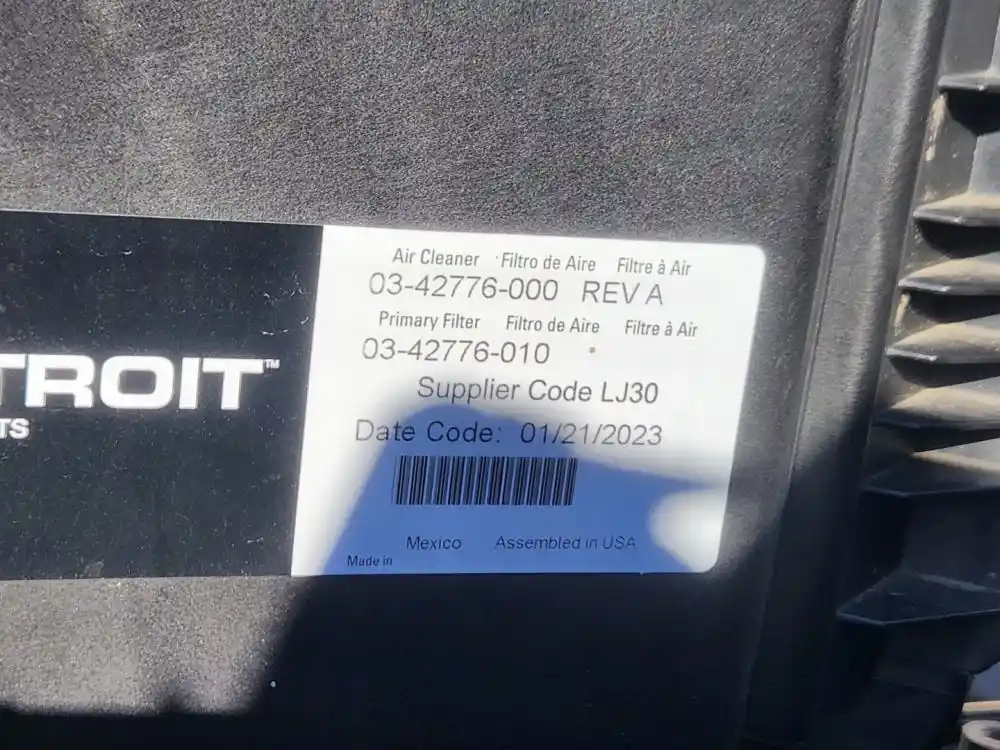 TROIT™
TS
Air Cleaner Filtro de Aire Filtre à Air
03-42776-000 REV A
Primary Filter Filtro de Aire Filtre à Air
03-42776-010
Supplier Code LJ30
Date Code: 01/21/2023
Made in Mexico Assembled in USA